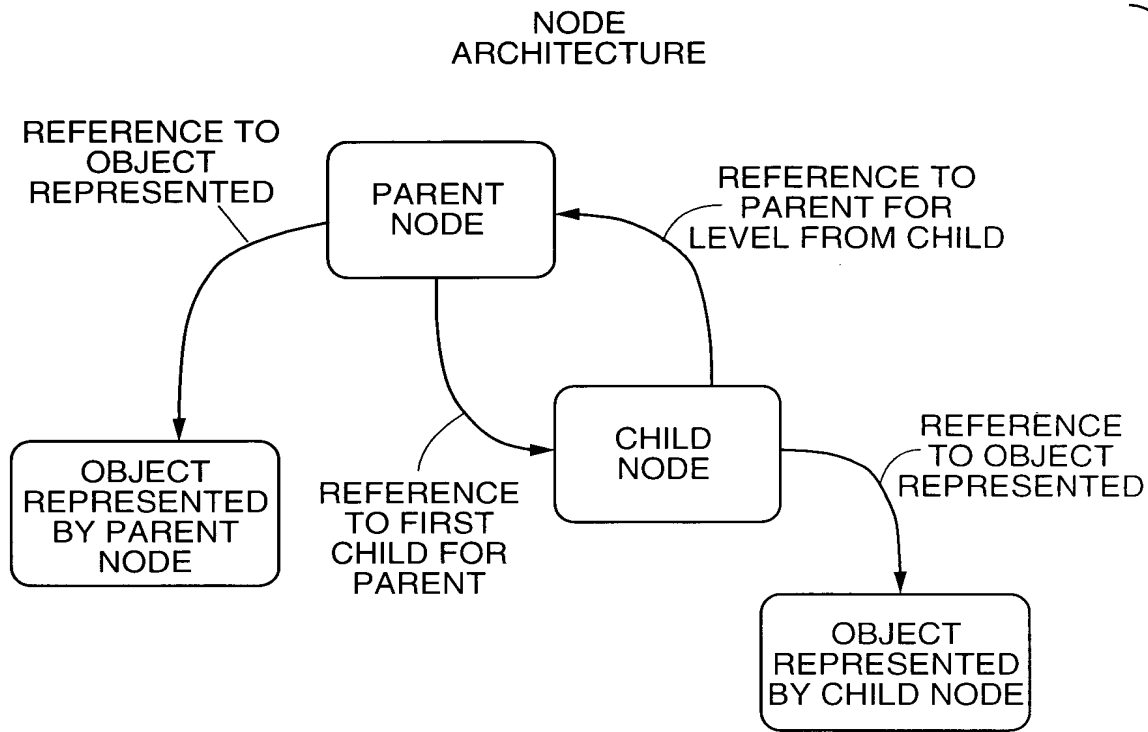 NODE
ARCHITECTURE
REFERENCE TO
OBJECT
REPRESENTED
PARENT
NODE
REFERENCE TO
PARENT FOR
LEVEL FROM CHILD
CHILD
NODE
REFERENCE
TO OBJECT
REPRESENTED
OBJECT
REPRESENTED
BY PARENT
NODE
REFERENCE
TO FIRST
CHILD FOR
PARENT
OBJECT
REPRESENTED
BY CHILD NODE